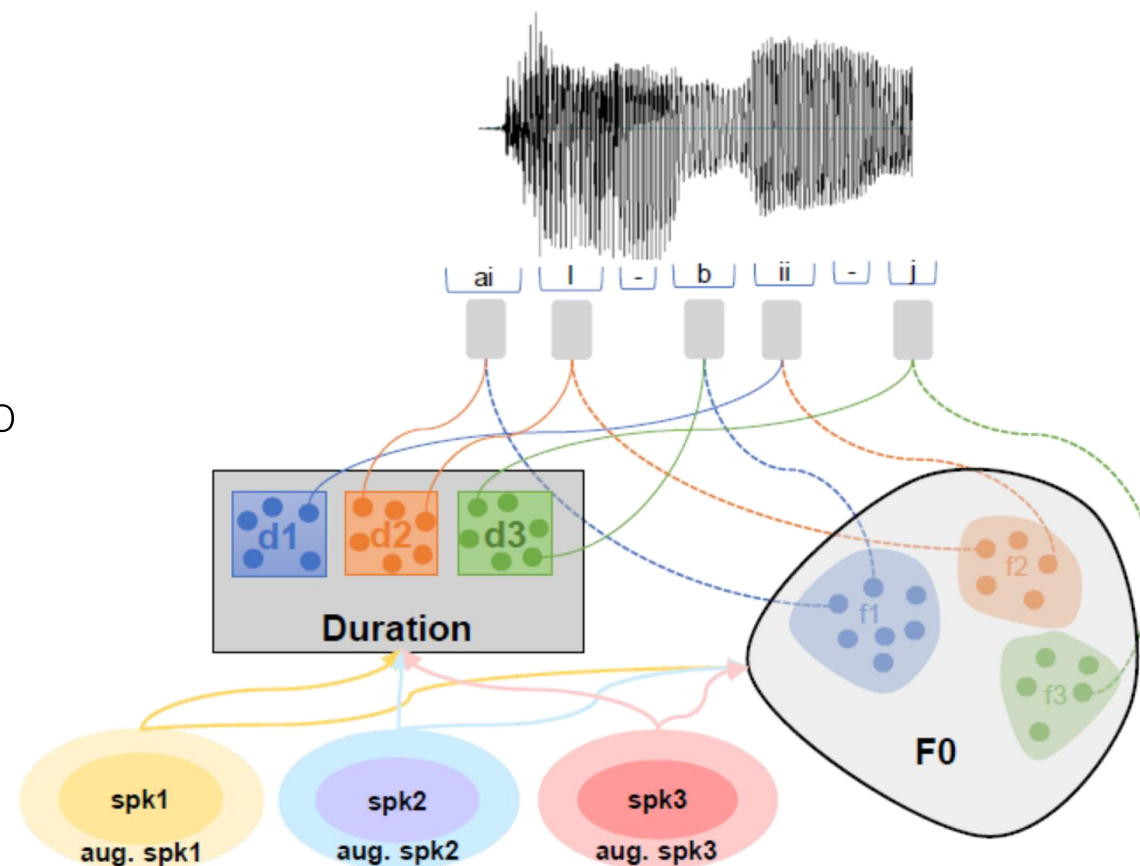 ai l - b ii - j
O
d1 d2 d3
f2
f1
Duration
f3
F0
spk1 spk2 spk3
aug. spk1 aug. spk2 aug. spk3